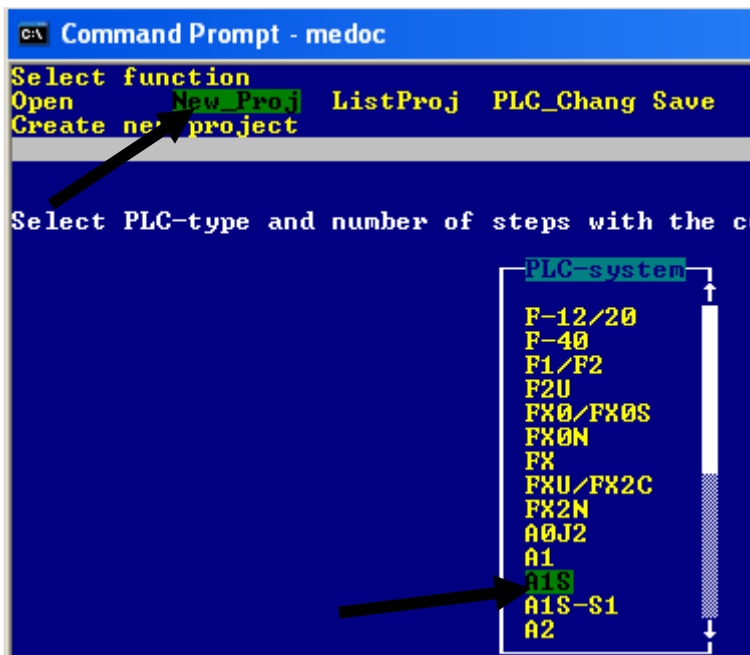 Command Prompt - medoc
Select function
Open New_Proj ListProj PLC_Chang Save
Create new project
Select PLC-type and number of steps with the c
PLC-system
F-12/20
F-40
F1/F2
F2U
FX0/FX0S
FX0N
FX
FXU/FX2C
FX2N
A0J2
A1
A1S
A1S-S1
A2